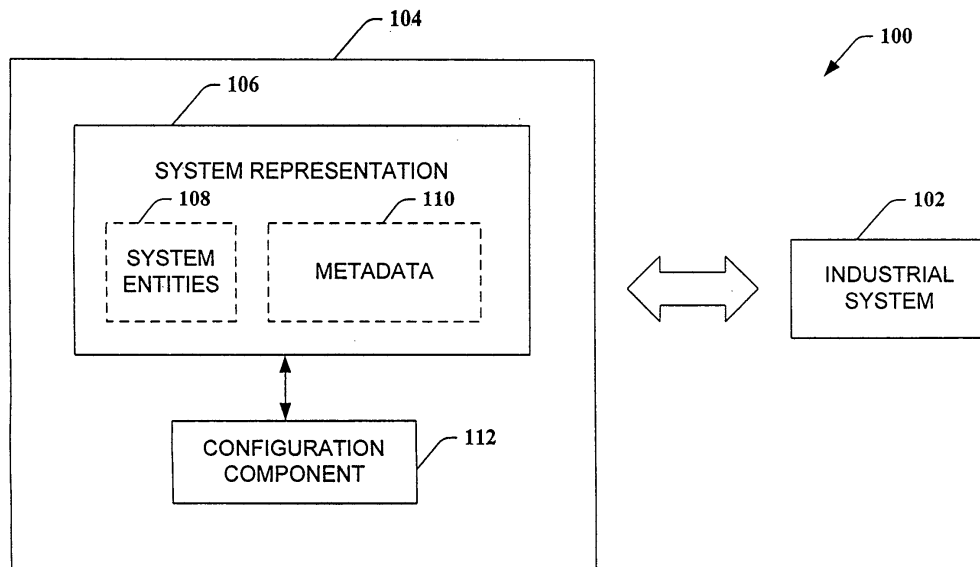 104
100
106
SYSTEM REPRESENTATION
108
110
102
SYSTEM
ENTITIES
METADATA
INDUSTRIAL
SYSTEM
CONFIGURATION
COMPONENT
112